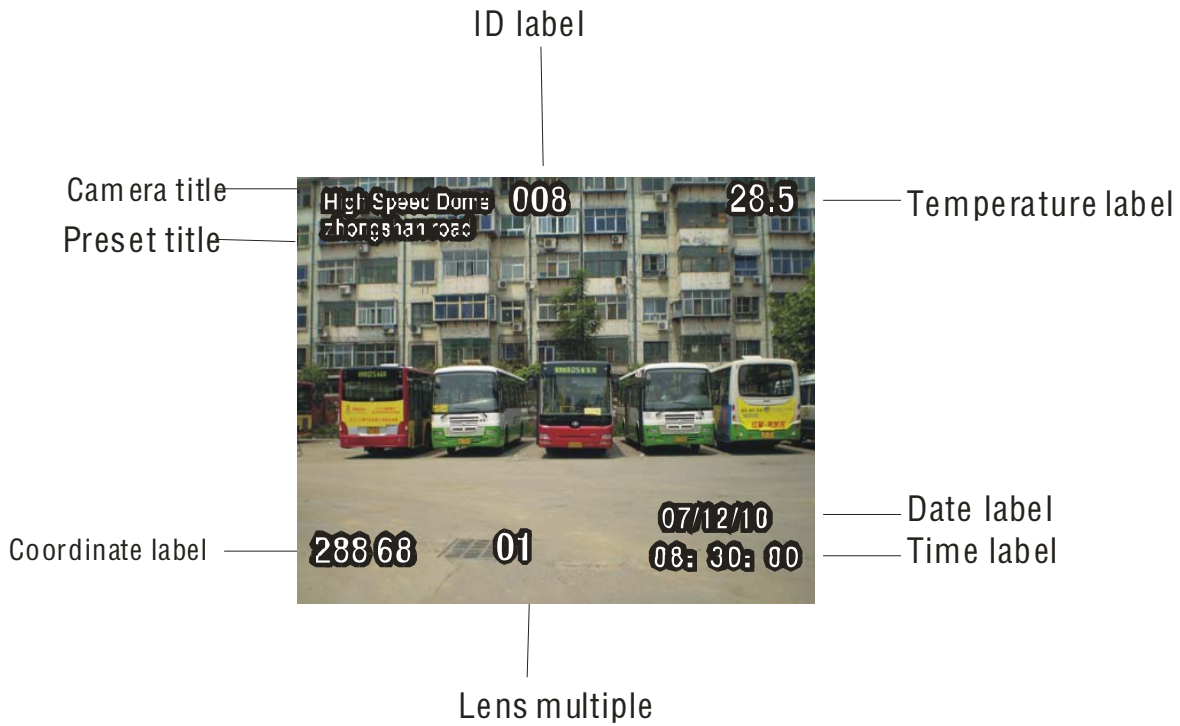 ID label
Camera title
High Speed Dome
008
28.5
Temperature label
Preset title
zhongshan road
07/12/10
Date label
Coordinate label
288 68
01
08: 30: 00
Time label
Lens multiple